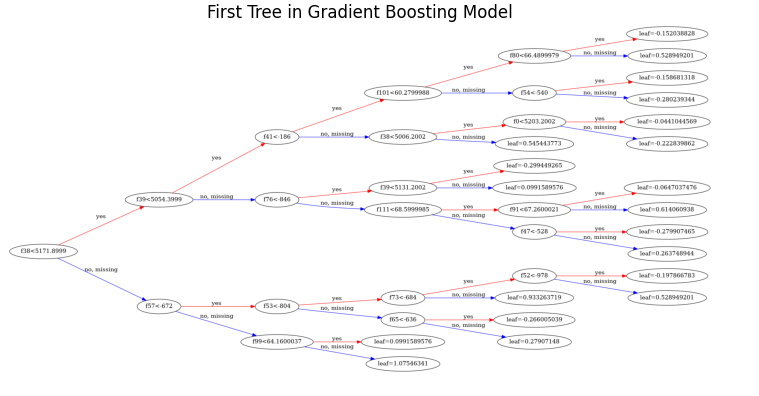 First Tree in Gradient Boosting Model
leaf=-0.152038828
yes
f80<66.4899979
no, missing
leaf=0.528949201
yes
leaf=-0.158681318
f101<60.2799988
no, missing
f54<-540
yes
no, missing
leaf=-0.280239344
yes
f41<-186
no, missing
f38<5006.2002
yes
f0<5203.2002
yes
leaf=-0.0441044569
no, missing
leaf=0.545443773
no, missing
leaf=-0.222839862
yes
leaf=-0.299449265
yes
f39<5131.2002
yes
no, missing
leaf=0.0991589576
leaf=-0.0647037476
f39<5054.3999
no, missing
f76<-846
no, missing
f111<68.5999985
yes
f91<67.2600021
yes
no, missing
leaf=0.614060938
no, missing
f47<-528
yes
leaf=-0.279907465
no, missing
leaf=0.263748944
yes
f38<5171.8999
no, missing
f57<-672
yes
f53<-804
yes
f73<-684
yes
f52<-978
yes
leaf=-0.197866783
no, missing
leaf=0.528949201
no, missing
leaf=0.933263719
no, missing
f65<-636
yes
leaf=-0.266005039
no, missing
leaf=0.27907148
no, missing
f99<64.1600037
yes
leaf=0.0991589576
no, missing
leaf=1.07546341